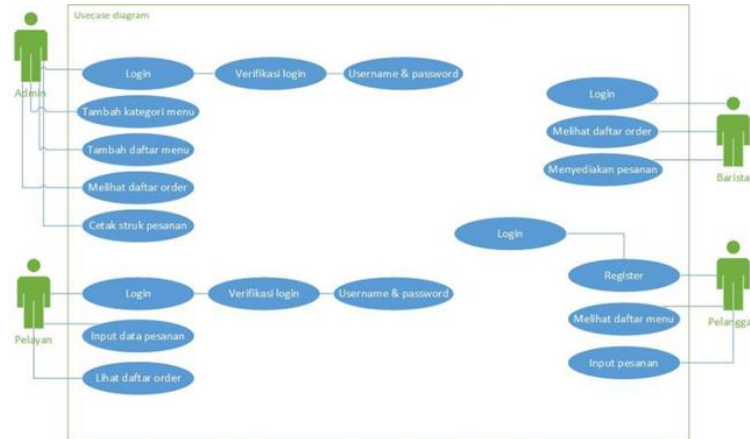 Usecase diagram
Login
Verifikasi login
Username & password
Admin
Tambah kategori menu
Tambah daftar menu
Melihat daftar order
Cetak struk pesanan
Login
Melihat daftar order
Menyediakan pesanan
Barista
Login
Register
Melihat daftar menu
Input pesanan
Pelangga
Login
Verifikasi login
Username & password
Pelayan
Input data pesanan
Lihat daftar order